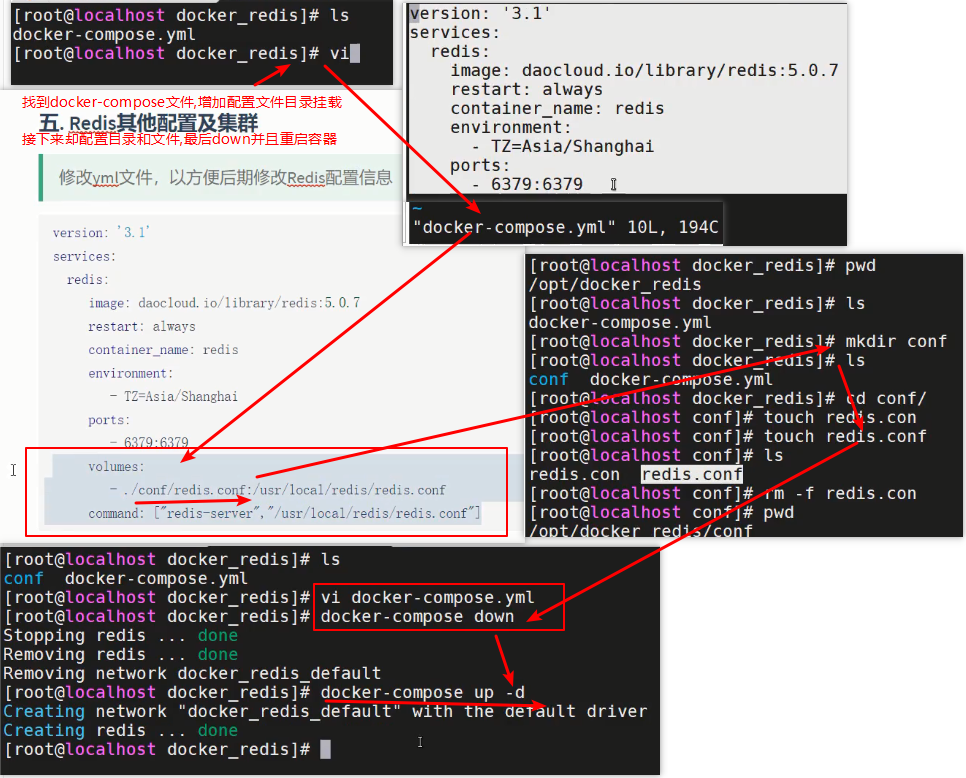 [root@localhost docker_redis]# ls
docker-compose.yml
[root@localhost docker_redis]# vi
version: '3.1'
services:
  redis:
    image: daocloud.io/library/redis:5.0.7
    restart: always
    container_name: redis
    environment:
      - TZ=Asia/Shanghai
    ports:
      - 6379:6379
~
"docker-compose.yml" 10L, 194C
找到docker-compose文件,增加配置文件目录挂载
五. Redis其他配置及集群
接下来却配置目录和文件,最后down并且重启容器
修改yml文件，以方便后期修改Redis配置信息
version: '3.1'
services:
  redis:
    image: daocloud.io/library/redis:5.0.7
    restart: always
    container_name: redis
    environment:
      - TZ=Asia/Shanghai
    ports:
      - 6379:6379
    volumes:
      - ./conf/redis.conf:/usr/local/redis/redis.conf
    command: ["redis-server","/usr/local/redis/redis.conf"]
[root@localhost docker_redis]# pwd
/opt/docker_redis
[root@localhost docker_redis]# ls
docker-compose.yml
[root@localhost docker_redis]# mkdir conf
[root@localhost docker_redis]# ls
conf  docker-compose.yml
[root@localhost docker_redis]# cd conf/
[root@localhost conf]# touch redis.con
[root@localhost conf]# touch redis.conf
[root@localhost conf]# ls
redis.con  redis.conf
[root@localhost conf]# rm -f redis.con
[root@localhost conf]# pwd
/opt/docker_redis/conf
[root@localhost docker_redis]# ls
conf  docker-compose.yml
[root@localhost docker_redis]# vi docker-compose.yml
[root@localhost docker_redis]# docker-compose down
Stopping redis ... done
Removing redis ... done
Removing network docker_redis_default
[root@localhost docker_redis]# docker-compose up -d
Creating network "docker_redis_default" with the default driver
Creating redis ... done
[root@localhost docker_redis]#